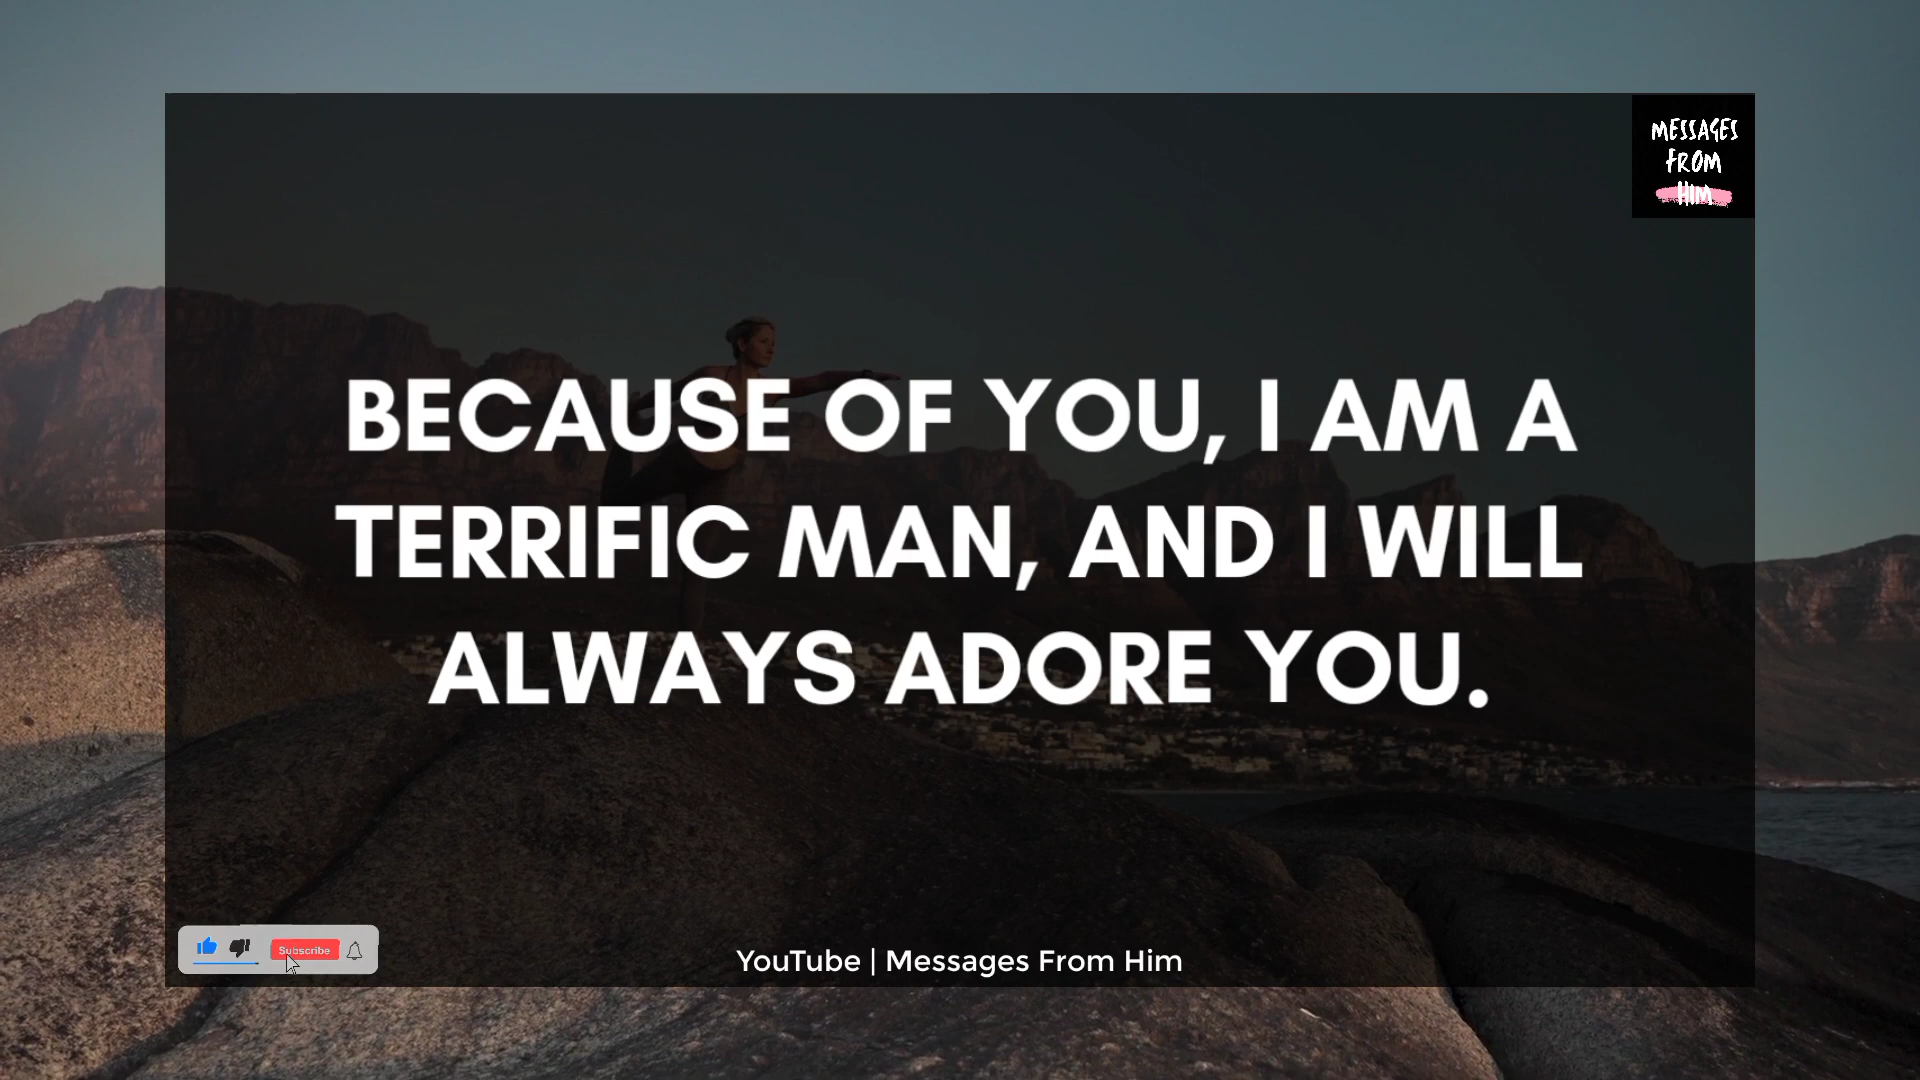 MESSAGES
FROM
HIM
BECAUSE OF YOU, I AM A
TERRIFIC MAN, AND I WILL
ALWAYS ADORE YOU.
Subscribe
YouTube | Messages From Him